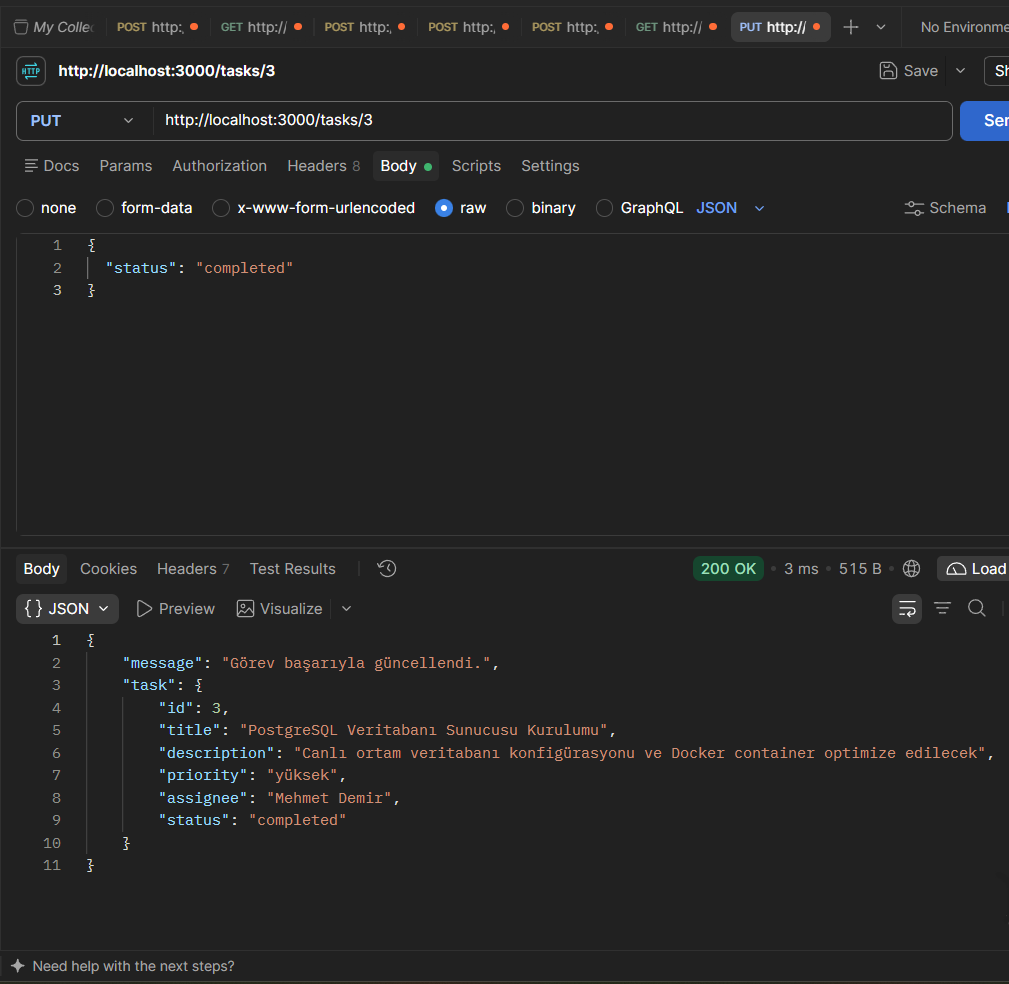 My Collec POST http:, GET http:// POST http:, POST http:, POST http:, GET http:// PUT http:// No Environme
HTTP http://localhost:3000/tasks/3 Save Sh
PUT http://localhost:3000/tasks/3 Sen
Docs Params Authorization Headers 8 Body Scripts Settings
none form-data x-www-form-urlencoded raw binary GraphQL JSON Schema
1 {
2 "status": "completed"
3 }
Body Cookies Headers 7 Test Results 200 OK 3 ms 515 B Load
{} JSON Preview Visualize
1 {
2 "message": "Görev başarıyla güncellendi.",
3 "task": {
4 "id": 3,
5 "title": "PostgreSQL Veritabanı Sunucusu Kurulumu",
6 "description": "Canlı ortam veritabanı konfigürasyonu ve Docker container optimize edilecek",
7 "priority": "yüksek",
8 "assignee": "Mehmet Demir",
9 "status": "completed"
10 }
11 }
Need help with the next steps?